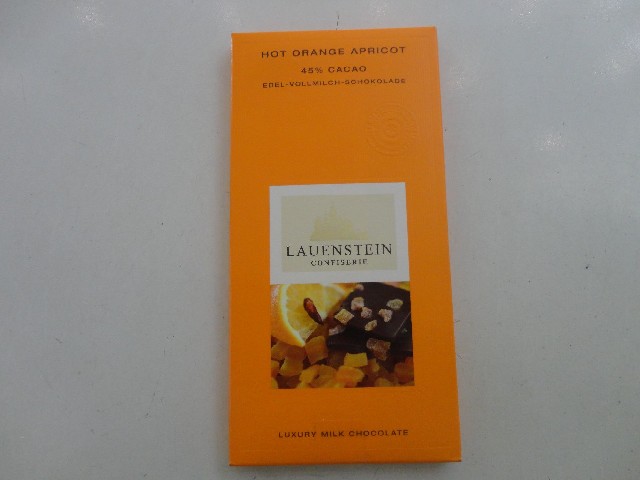 HOT ORANGE APRICOT
45% CACAO
EDEL-VOLLMILCH-SCHOKOLADE
LAUENSTEIN
CONFISERIE
LUXURY MILK CHOCOLATE